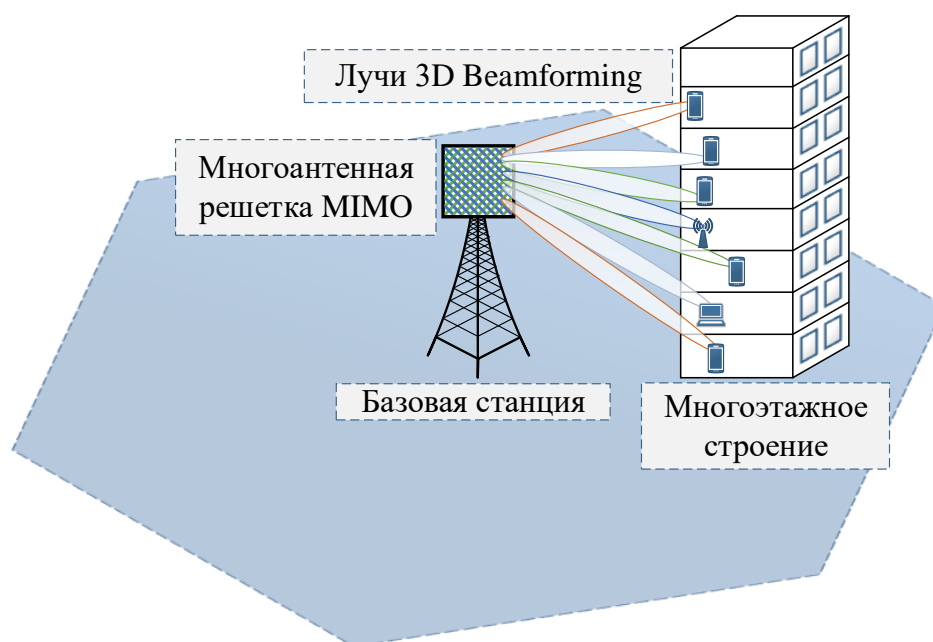 Лучи 3D Beamforming
Многоантенная
решетка MIMO
Базовая станция
Многоэтажное
строение